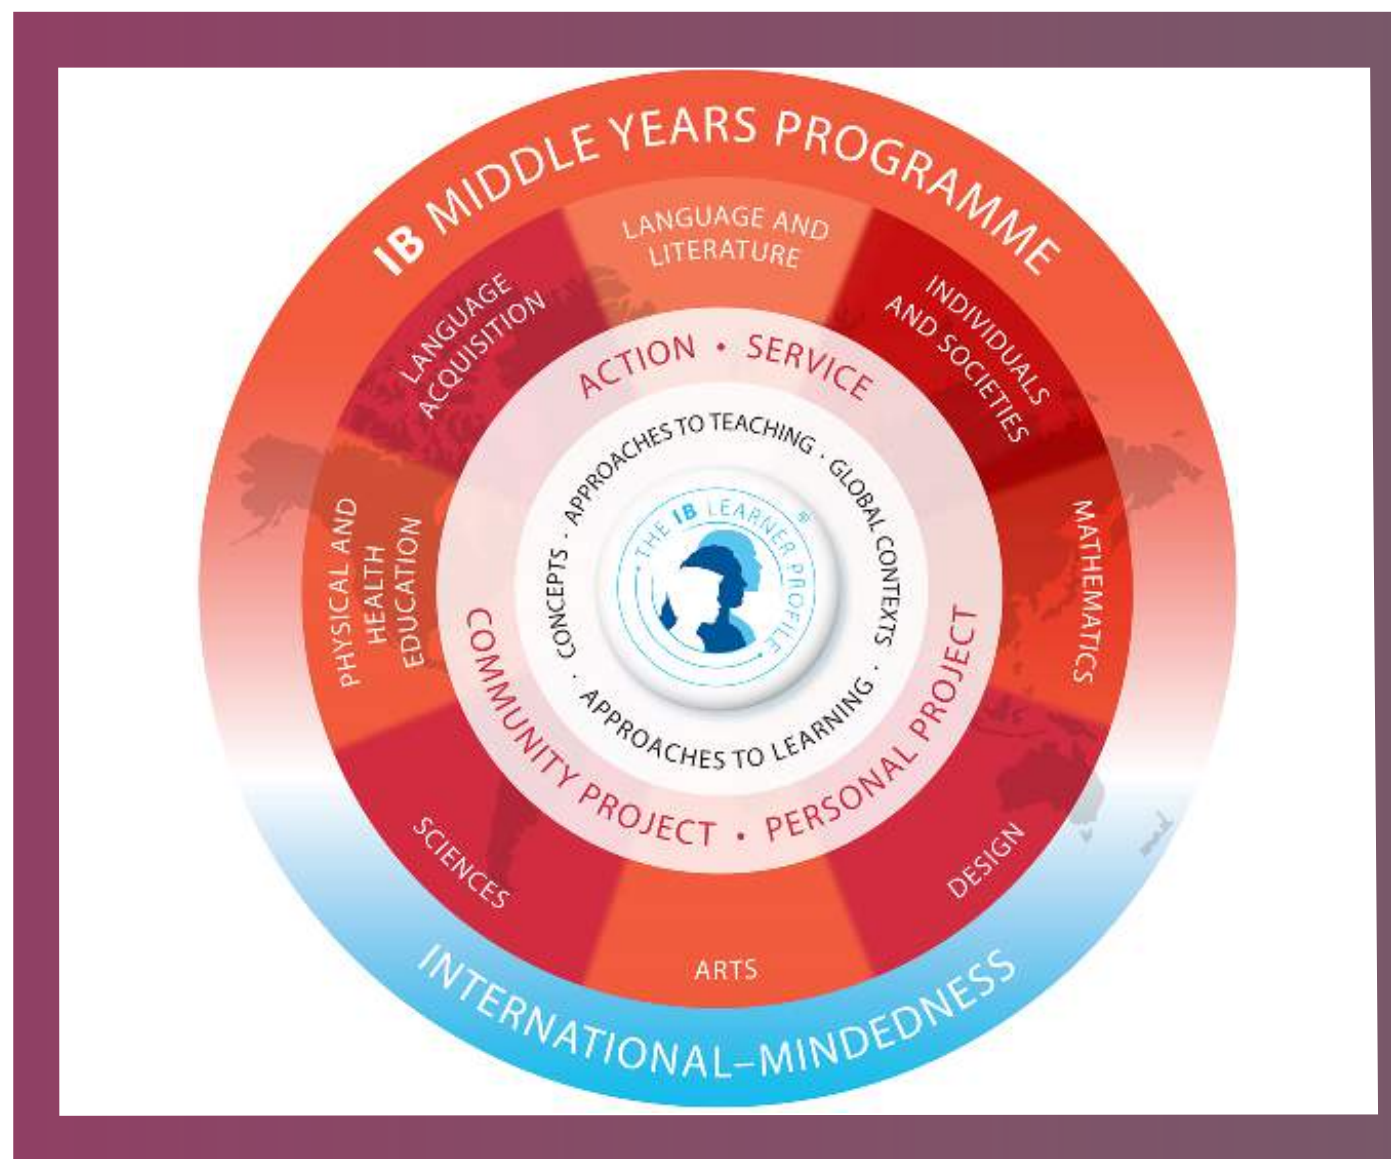 IB MIDDLE YEARS PROGRAMME
LANGUAGE AND
LITERATURE
INDIVIDUALS
AND SOCIETIES
MATHEMATICS
DESIGN
ARTS
SCIENCES
PHYSICAL AND
HEALTH
EDUCATION
LANGUAGE
ACQUISITION
ACTION • SERVICE
PERSONAL PROJECT
•
COMMUNITY PROJECT
APPROACHES TO TEACHING · GLOBAL CONTEXTS · APPROACHES TO LEARNING · CONCEPTS ·
• THE IB LEARNER PROFILE •
®
INTERNATIONAL–MINDEDNESS